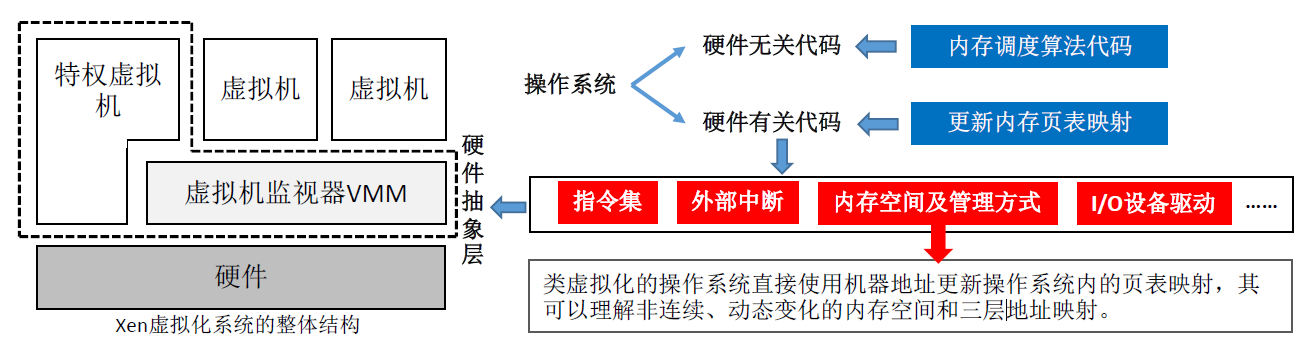 特权虚拟
机
虚拟机
虚拟机
虚拟机监视器VMM
硬件
Xen虚拟化系统的整体结构
硬
件
抽
象
层
操作系统
硬件无关代码
内存调度算法代码
硬件有关代码
更新内存页表映射
指令集
外部中断
内存空间及管理方式
I/O设备驱动
……
类虚拟化的操作系统直接使用机器地址更新操作系统内的页表映射，其
可以理解非连续、动态变化的内存空间和三层地址映射。